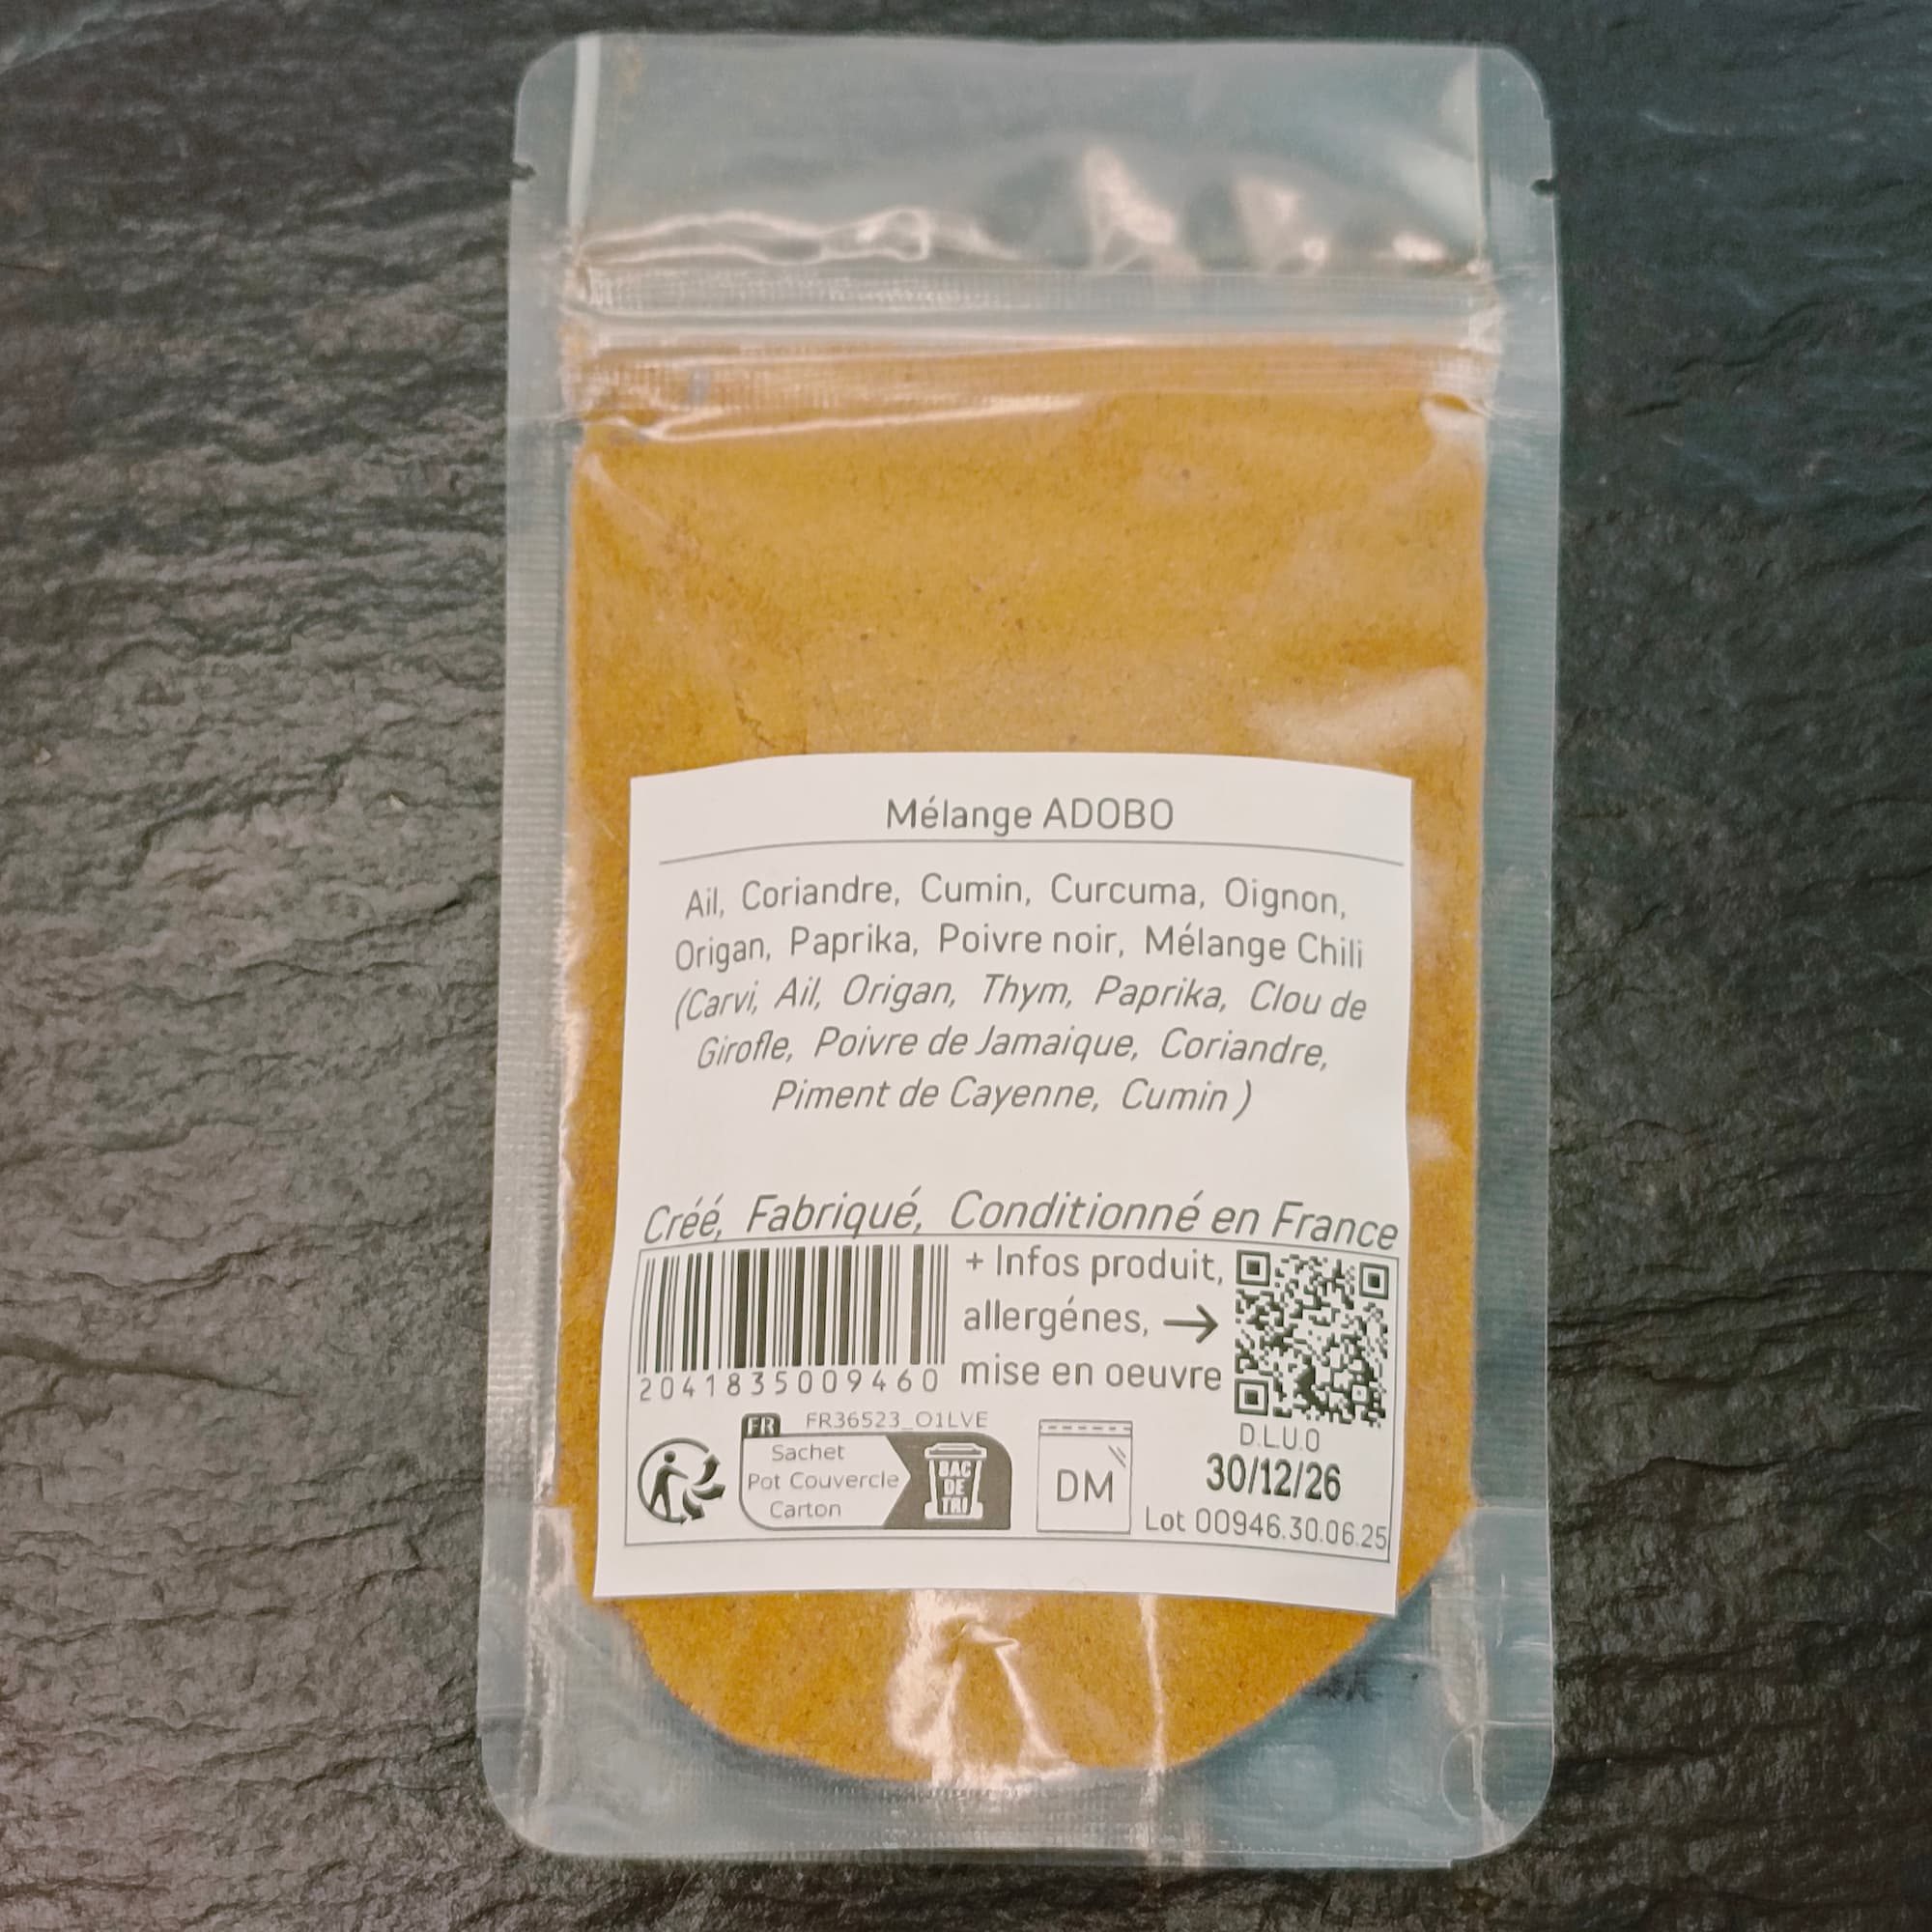 Mélange ADOBO
Ail, Coriandre, Cumin, Curcuma, Oignon,
Origan, Paprika, Poivre noir, Mélange Chili
(Carvi, Ail, Origan, Thym, Paprika, Clou de
Girofle, Poivre de Jamaique, Coriandre,
Piment de Cayenne, Cumin )
Créé, Fabriqué, Conditionné en France
+ Infos produit,
allergénes, →
mise en oeuvre
2041835009460
FR
FR36523_O1LVE
Sachet
Pot Couvercle
Carton
BAC
DE
TRI
DM
D.L.U.O
30/12/26
Lot 00946.30.06.25